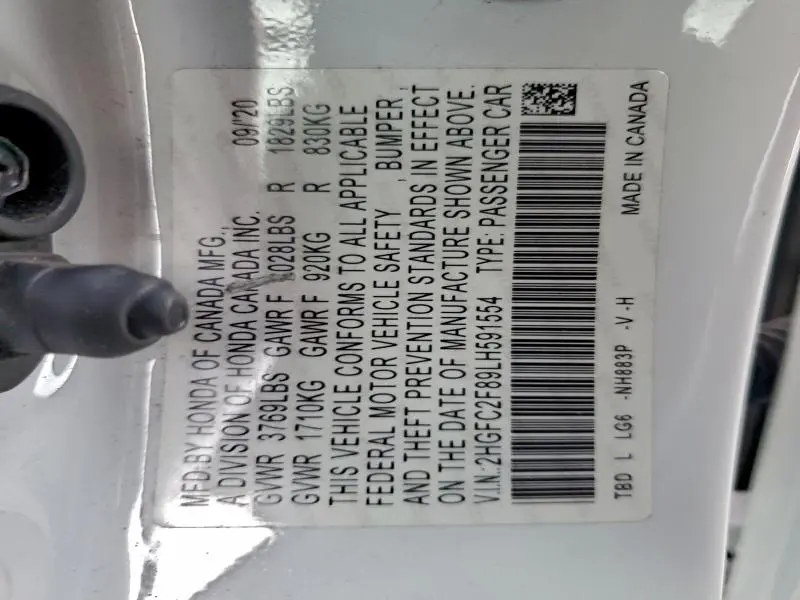 MFD BY HONDA OF CANADA MFG.,
A DIVISION OF HONDA CANADA INC. 09/'20
GVWR 3769LBS GAWR F 028LBS R 1829LBS
GVWR 1710KG GAWR F 920KG R 830KG
THIS VEHICLE CONFORMS TO ALL APPLICABLE
FEDERAL MOTOR VEHICLE SAFETY , BUMPER ,
AND THEFT PREVENTION STANDARDS IN EFFECT
ON THE DATE OF MANUFACTURE SHOWN ABOVE.
V.I.N.:2HGFC2F89LH591554 TYPE: PASSENGER CAR
TBD L LG6 -NH883P -V -H MADE IN CANADA